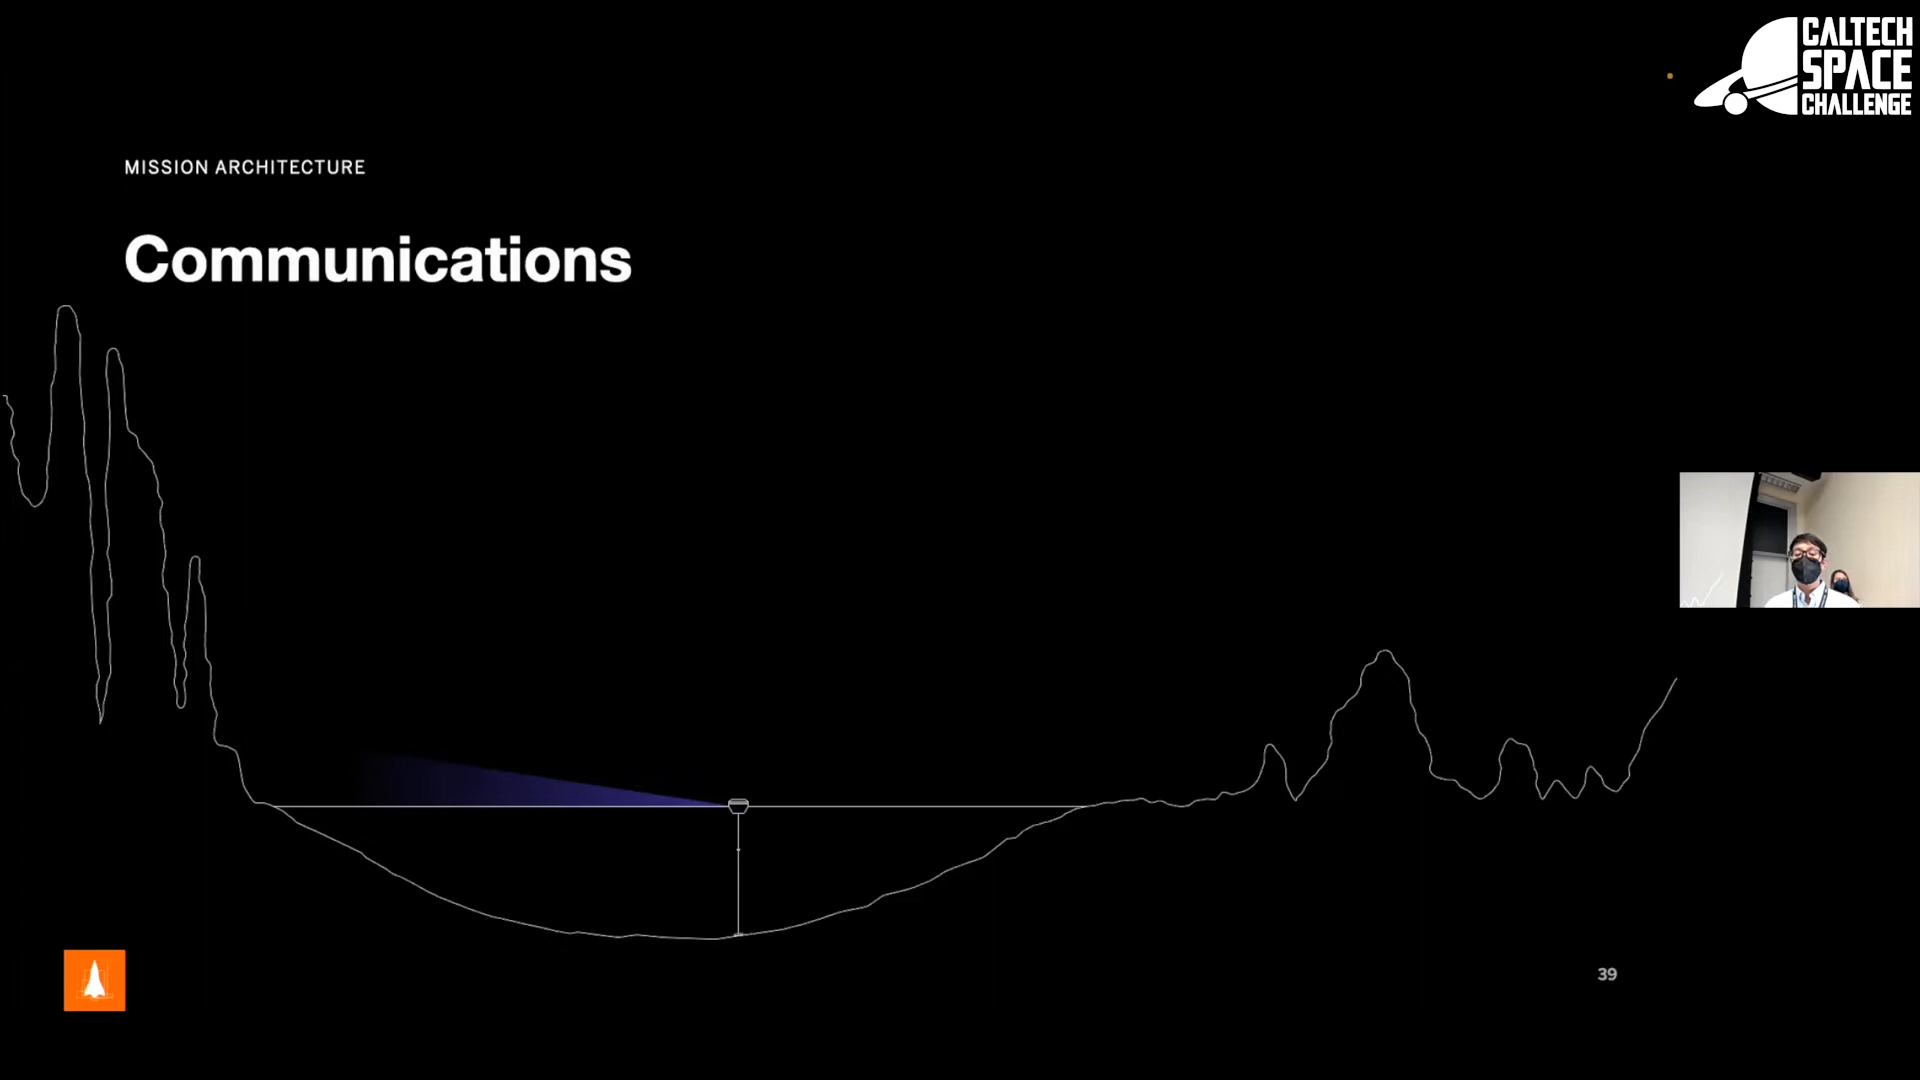 CALTECH
SPACE
CHALLENGE
MISSION ARCHITECTURE
Communications
39